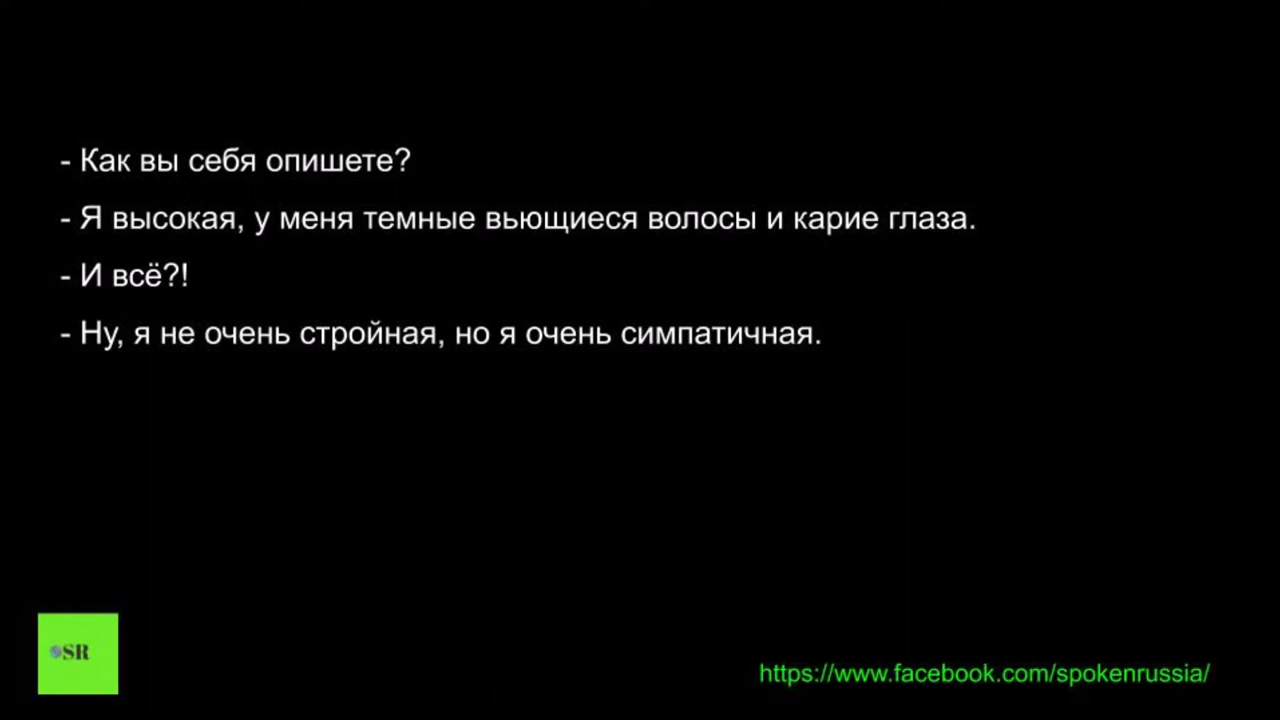 - Как вы себя опишете?
- Я высокая, у меня темные вьющиеся волосы и карие глаза.
- И всё?!
- Ну, я не очень стройная, но я очень симпатичная.
SR
https://www.facebook.com/spokenrussia/